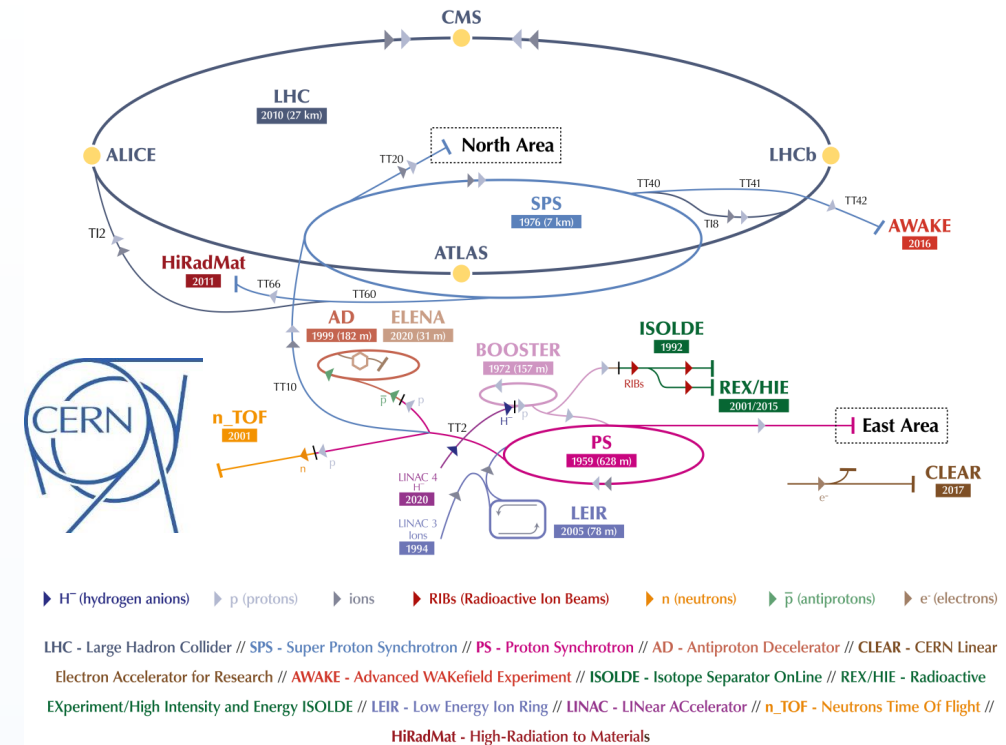 CMS
LHC
2010 (27 km)
North Area
TT20
ALICE
LHCb
TT40
TT41
SPS
1976 (7 km)
TI8
TT42
AWAKE
2016
TI2
ATLAS
HiRadMat
2011
TT66
TT60
AD
1999 (182 m)
ELENA
2020 (31 m)
ISOLDE
1992
BOOSTER
1972 (157 m)
RIBs
REX/HIE
2001/2015
TT10
p̅
p
H⁻
p
CERN
n_TOF
2001
TT2
East Area
PS
1959 (628 m)
n
p
LINAC 4
H⁻
2020
CLEAR
2017
e⁻
LEIR
2005 (78 m)
LINAC 3
Ions
1994
H⁻ (hydrogen anions) p (protons) ions RIBs (Radioactive Ion Beams) n (neutrons) p̅ (antiprotons) e⁻ (electrons)
LHC - Large Hadron Collider // SPS - Super Proton Synchrotron // PS - Proton Synchrotron // AD - Antiproton Decelerator // CLEAR - CERN Linear
Electron Accelerator for Research // AWAKE - Advanced WAKefield Experiment // ISOLDE - Isotope Separator OnLine // REX/HIE - Radioactive
EXperiment/High Intensity and Energy ISOLDE // LEIR - Low Energy Ion Ring // LINAC - LINear ACcelerator // n_TOF - Neutrons Time Of Flight //
HiRadMat - High-Radiation to Materials